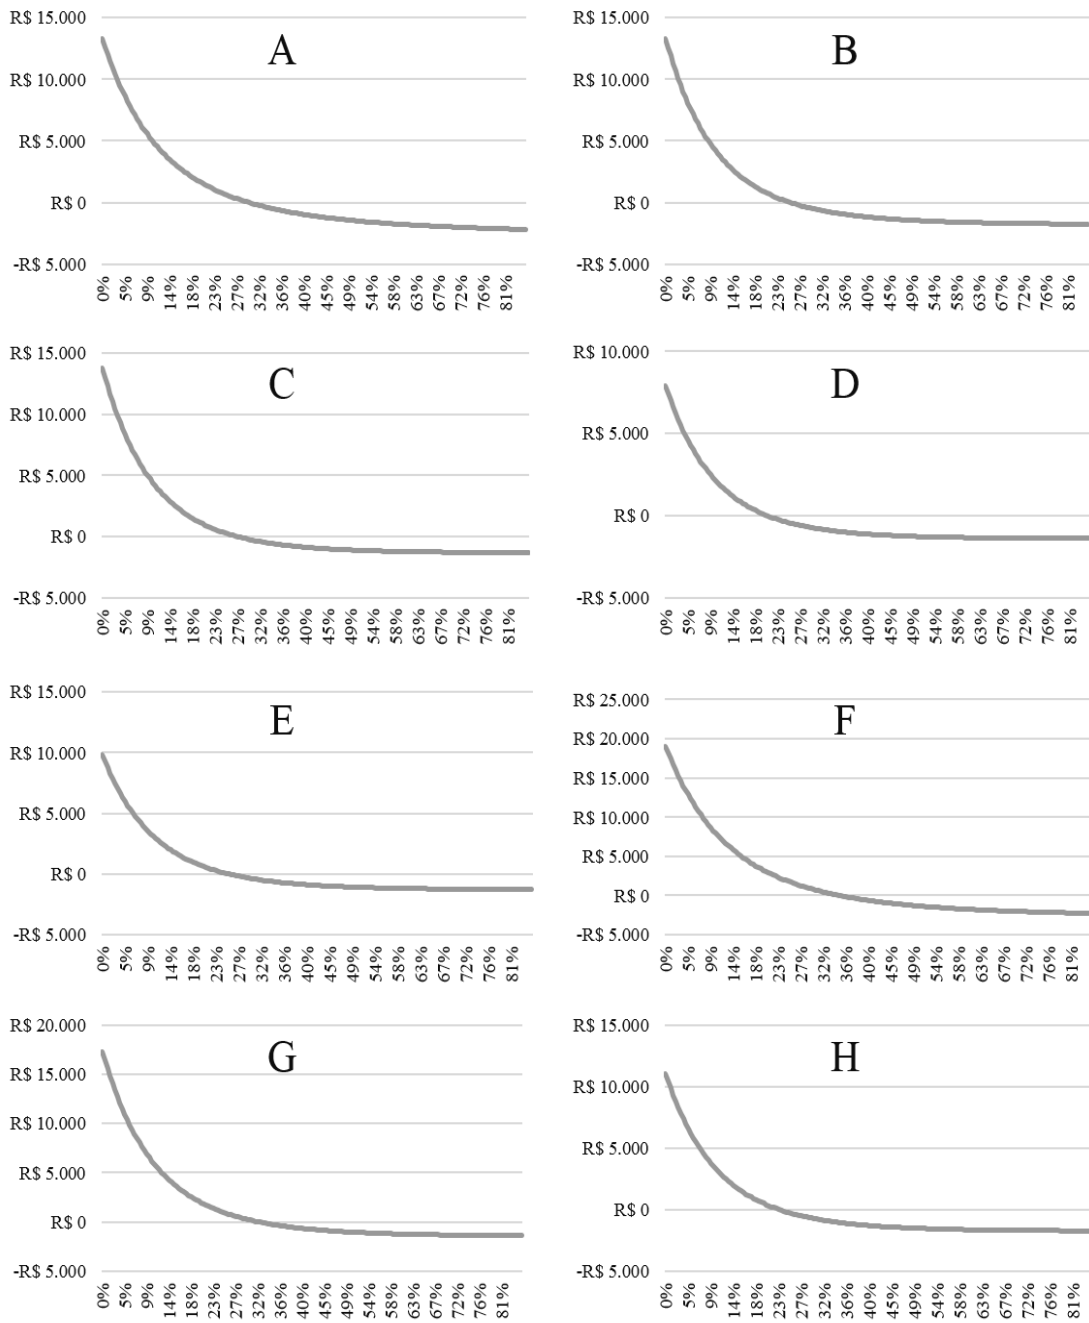 R$ 15.000
R$ 10.000
R$ 5.000
R$ 0
-R$ 5.000
A
0% 5% 9% 14% 18% 23% 27% 32% 36% 40% 45% 49% 54% 58% 63% 67% 72% 76% 81%
R$ 15.000
R$ 10.000
R$ 5.000
R$ 0
-R$ 5.000
B
0% 5% 9% 14% 18% 23% 27% 32% 36% 40% 45% 49% 54% 58% 63% 67% 72% 76% 81%
R$ 15.000
R$ 10.000
R$ 5.000
R$ 0
-R$ 5.000
C
0% 5% 9% 14% 18% 23% 27% 32% 36% 40% 45% 49% 54% 58% 63% 67% 72% 76% 81%
R$ 10.000
R$ 5.000
R$ 0
-R$ 5.000
D
0% 5% 9% 14% 18% 23% 27% 32% 36% 40% 45% 49% 54% 58% 63% 67% 72% 76% 81%
R$ 15.000
R$ 10.000
R$ 5.000
R$ 0
-R$ 5.000
E
0% 5% 9% 14% 18% 23% 27% 32% 36% 40% 45% 49% 54% 58% 63% 67% 72% 76% 81%
R$ 25.000
R$ 20.000
R$ 15.000
R$ 10.000
R$ 5.000
R$ 0
-R$ 5.000
F
0% 5% 9% 14% 18% 23% 27% 32% 36% 40% 45% 49% 54% 58% 63% 67% 72% 76% 81%
R$ 20.000
R$ 15.000
R$ 10.000
R$ 5.000
R$ 0
-R$ 5.000
G
0% 5% 9% 14% 18% 23% 27% 32% 36% 40% 45% 49% 54% 58% 63% 67% 72% 76% 81%
R$ 15.000
R$ 10.000
R$ 5.000
R$ 0
-R$ 5.000
H
0% 5% 9% 14% 18% 23% 27% 32% 36% 40% 45% 49% 54% 58% 63% 67% 72% 76% 81%